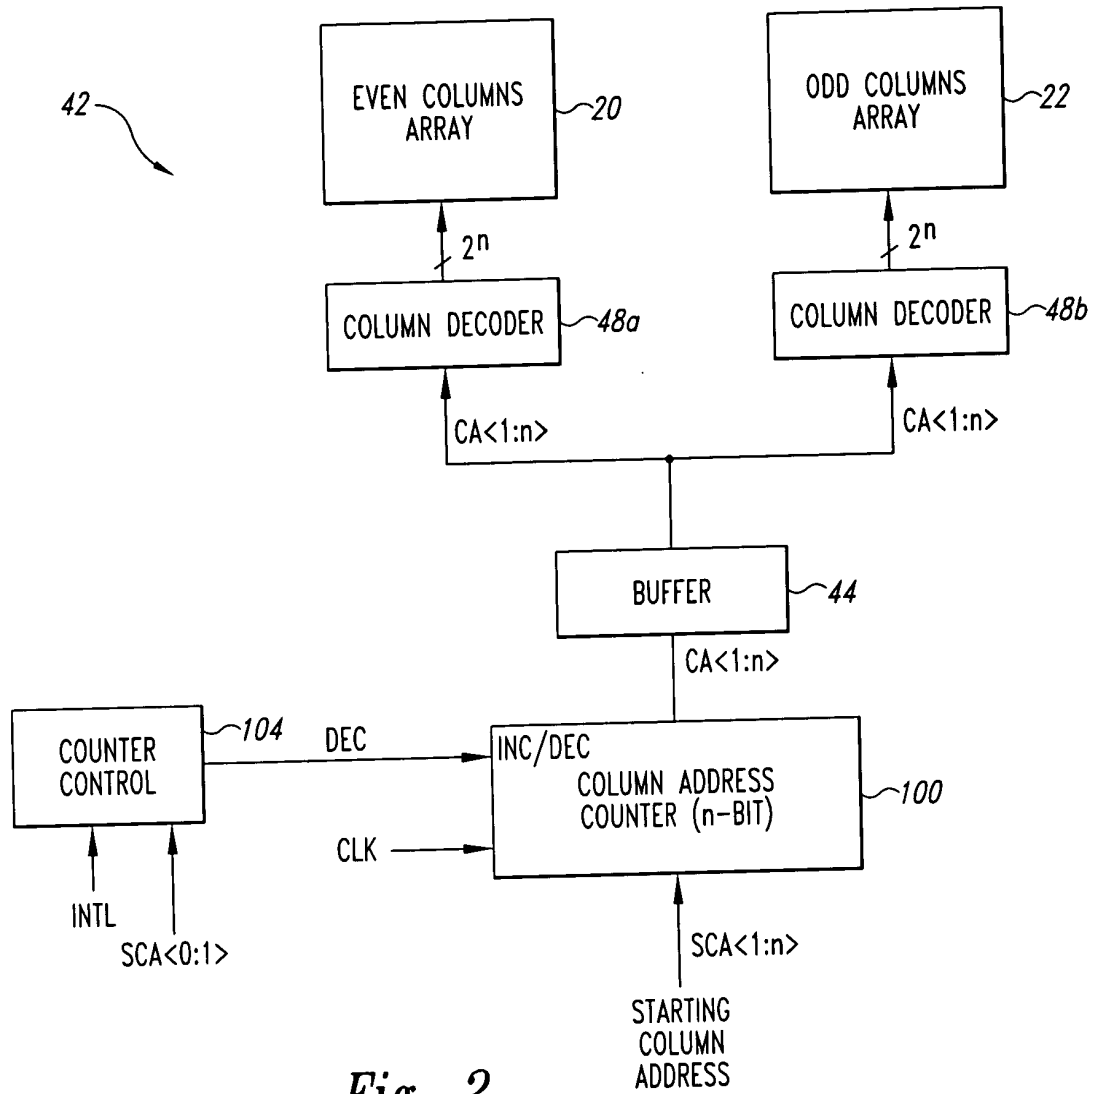 EVEN COLUMNS
ARRAY
20
ODD COLUMNS
ARRAY
22
42
2n
2n
COLUMN DECODER
48a
COLUMN DECODER
48b
CA<1:n>
CA<1:n>
BUFFER
44
CA<1:n>
COUNTER
CONTROL
104
DEC
INC/DEC
COLUMN ADDRESS
COUNTER (n-BIT)
100
CLK
INTL
SCA<0:1>
SCA<1:n>
STARTING
COLUMN
ADDRESS
Fig. 2